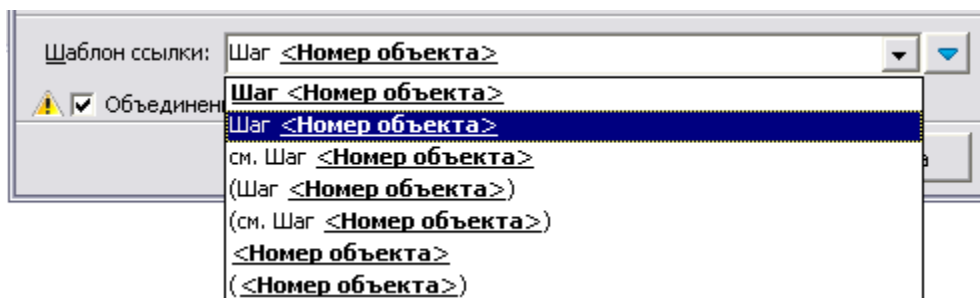 Шаблон ссылки: Шаг <Номер объекта>
Объединен
Шаг <Номер объекта>
Шаг <Номер объекта>
см. Шаг <Номер объекта>
(Шаг <Номер объекта>)
(см. Шаг <Номер объекта>)
<Номер объекта>
(<Номер объекта>)